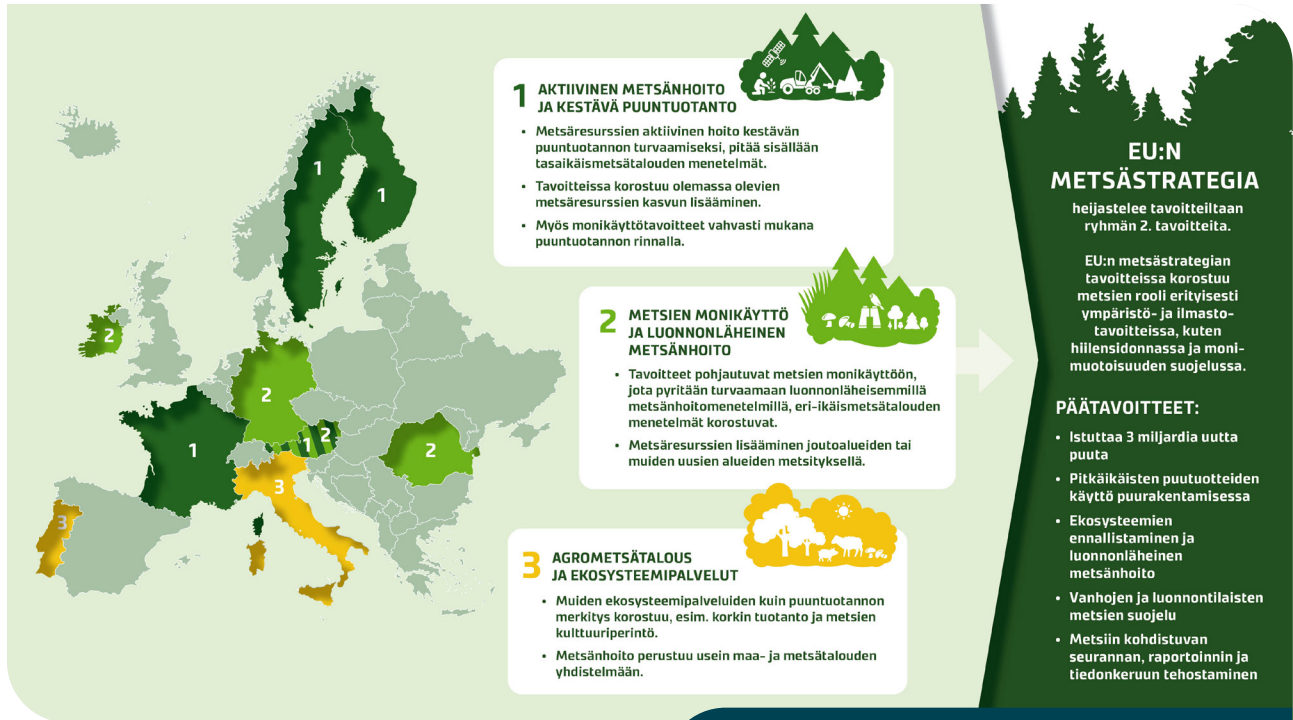 1
1
2
2
1
2
1
2
3
3
1 AKTIIVINEN METSÄNHOITO
JA KESTÄVÄ PUUNTUOTANTO
• Metsäresurssien aktiivinen hoito kestävän
puuntuotannon turvaamiseksi, pitää sisällään
tasaikäismetsätalouden menetelmät.
• Tavoitteissa korostuu olemassa olevien
metsäresurssien kasvun lisääminen.
• Myös monikäyttötavoitteet vahvasti mukana
puuntuotannon rinnalla.
2 METSIEN MONIKÄYTTÖ
JA LUONNONLÄHEINEN
METSÄNHOITO
• Tavoitteet pohjautuvat metsien monikäyttöön,
jota pyritään turvaamaan luonnonläheisemmillä
metsänhoitomenetelmillä, eri-ikäismetsätalouden
menetelmät korostuvat.
• Metsäresurssien lisääminen joutoalueiden tai
muiden uusien alueiden metsityksellä.
3 AGROMETSÄTALOUS
JA EKOSYSTEEMIPALVELUT
• Muiden ekosysteemipalveluiden kuin puuntuotannon
merkitys korostuu, esim. korkin tuotanto ja metsien
kulttuuriperintö.
• Metsänhoito perustuu usein maa- ja metsätalouden
yhdistelmään.
EU:N
METSÄSTRATEGIA
heijastelee tavoitteiltaan
ryhmän 2. tavoitteita.
EU:n metsästrategian
tavoitteissa korostuu
metsien rooli erityisesti
ympäristö- ja ilmasto-
tavoitteissa, kuten
hiilensidonnassa ja moni-
muotoisuuden suojelussa.
PÄÄTAVOITTEET:
• Istuttaa 3 miljardia uutta
puuta
• Pitkäikäisten puutuotteiden
käyttö puurakentamisessa
• Ekosysteemien
ennallistaminen ja
luonnonläheinen
metsänhoito
• Vanhojen ja luonnontilaisten
metsien suojelu
• Metsiin kohdistuvan
seurannan, raportoinnin ja
tiedonkeruun tehostaminen